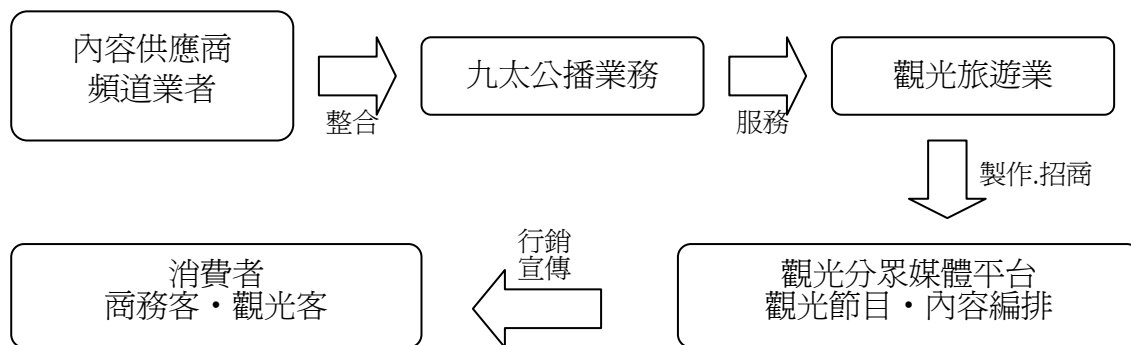 內容供應商
頻道業者
整合
九太公播業務
服務
觀光旅遊業
製作.招商
觀光分眾媒體平台
觀光節目・內容編排
行銷
宣傳
消費者
商務客・觀光客